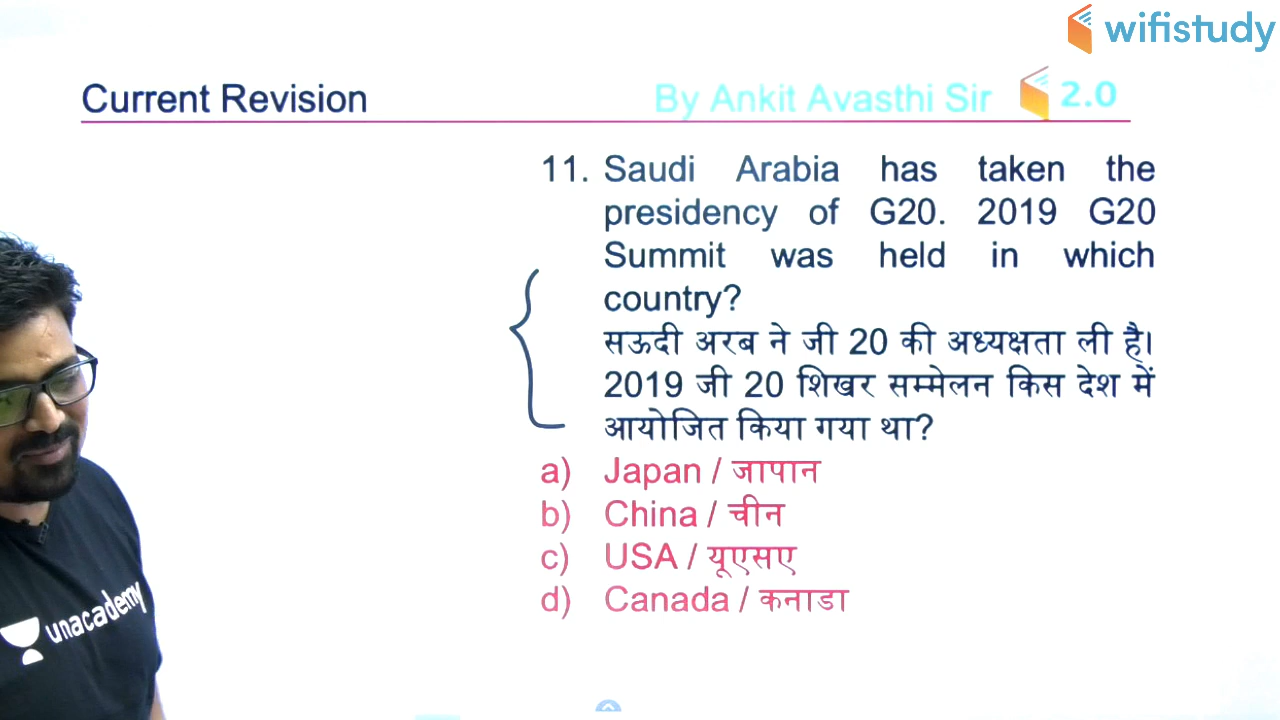 wifistudy
Current Revision
By Ankit Avasthi Sir 2.0
11. Saudi Arabia has taken the
presidency of G20. 2019 G20
Summit was held in which
country?
सऊदी अरब ने जी 20 की अध्यक्षता ली है।
2019 जी 20 शिखर सम्मेलन किस देश में
आयोजित किया गया था?
a) Japan / जापान
b) China / चीन
c) USA / यूएसए
d) Canada / कनाडा
unacademy